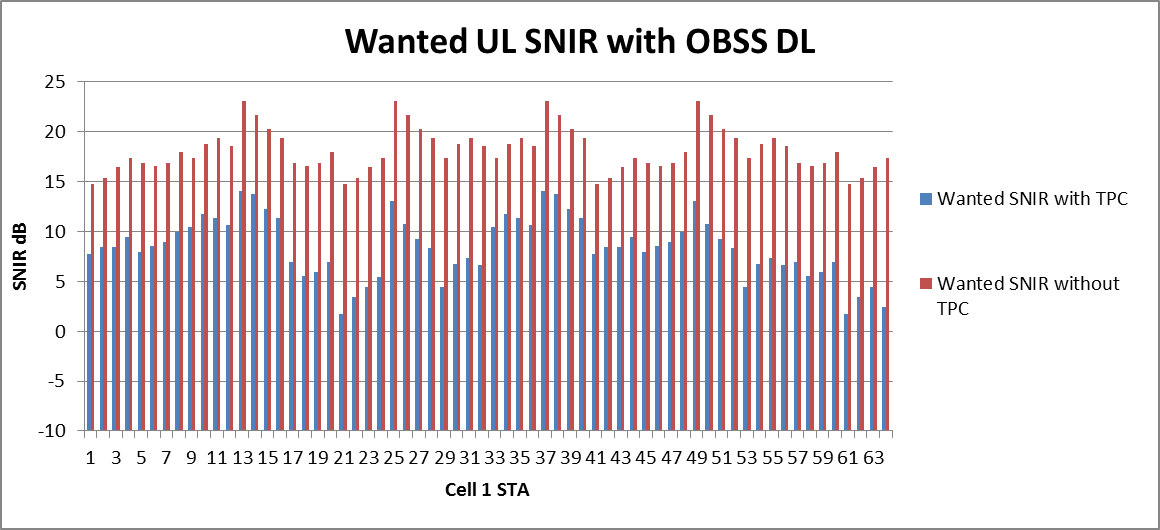 Wanted UL SNIR with OBSS DL
25
20
15
10
5
0
-5
-10
SNIR dB
1 3 5 7 9 11 13 15 17 19 21 23 25 27 29 31 33 35 37 39 41 43 45 47 49 51 53 55 57 59 61 63
Cell 1 STA
Wanted SNIR with TPC
Wanted SNIR without
TPC